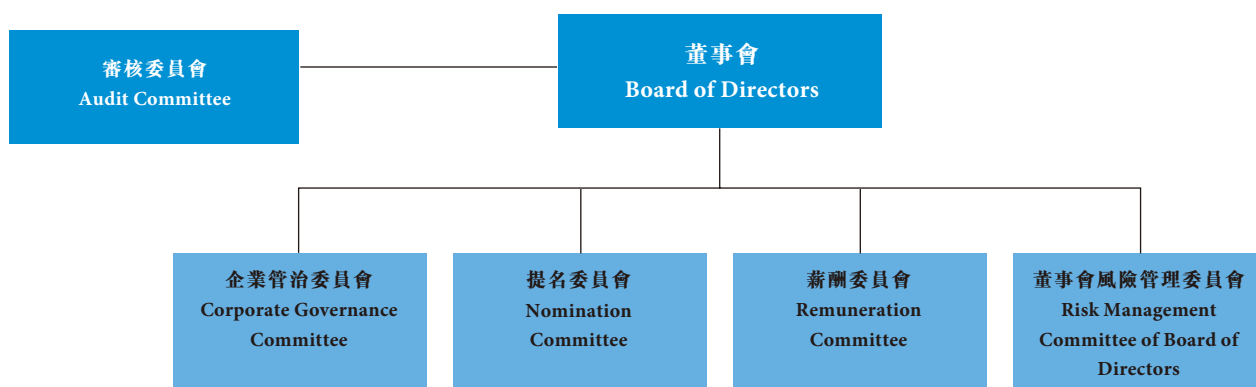 審核委員會
Audit Committee
董事會
Board of Directors
企業管治委員會
Corporate Governance
Committee
提名委員會
Nomination
Committee
薪酬委員會
Remuneration
Committee
董事會風險管理委員會
Risk Management
Committee of Board of
Directors